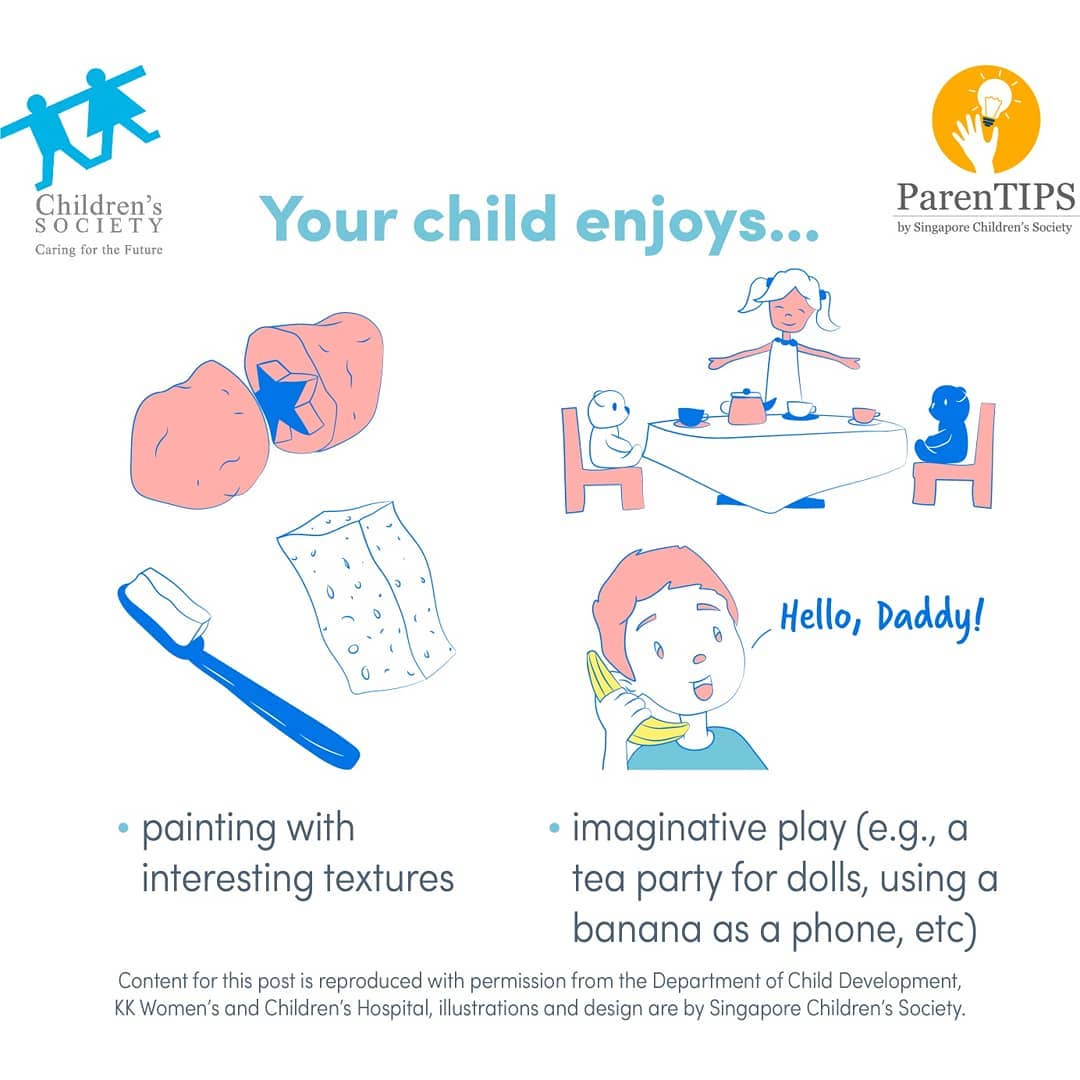 Children's
SOCIETY
Caring for the Future
ParenTIPS
by Singapore Children's Society
Your child enjoys...
Hello, Daddy!
• painting with
interesting textures
• imaginative play (e.g., a
tea party for dolls, using a
banana as a phone, etc)
Content for this post is reproduced with permission from the Department of Child Development,
KK Women's and Children's Hospital, illustrations and design are by Singapore Children's Society.